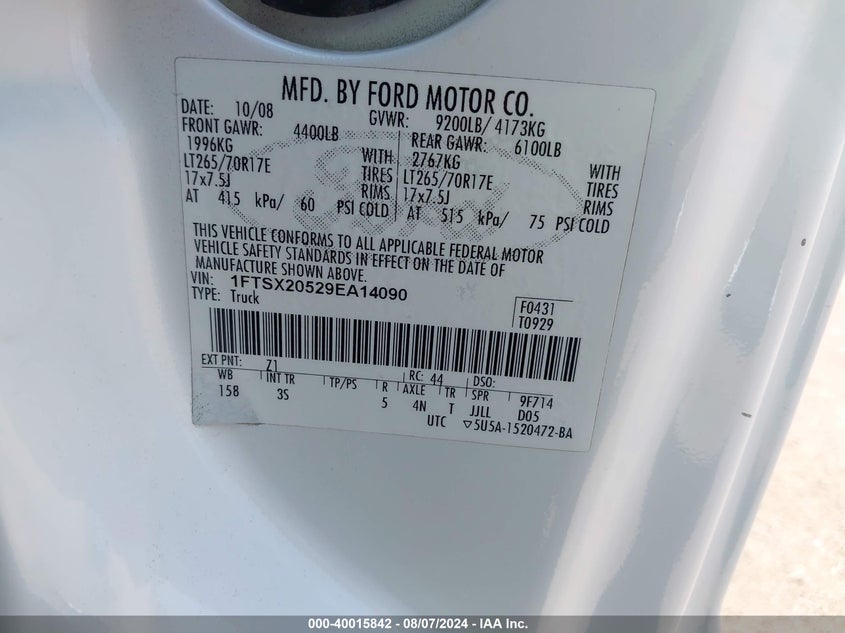 MFD. BY FORD MOTOR CO.
DATE: 10/08 GVWR: 9200LB/ 4173KG
FRONT GAWR: 4400LB REAR GAWR: 6100LB
1996KG WITH 2767KG WITH
LT265/70R17E TIRES LT265/70R17E TIRES
17x7.5J RIMS 17x7.5J RIMS
AT 415 kPa/ 60 PSI COLD AT 515 kPa/ 75 PSI COLD
THIS VEHICLE CONFORMS TO ALL APPLICABLE FEDERAL MOTOR
VEHICLE SAFETY STANDARDS IN EFFECT ON THE DATE OF
MANUFACTURE SHOWN ABOVE.
VIN: 1FTSX20529EA14090
TYPE: Truck
F0431
T0929
EXT PNT: Z1 RC: 44 DSO:
WB INT TR TP/PS R AXLE TR SPR 9F714
158 3S 5 4N T JJLL D05
UTC ▽5U5A-1520472-BA
000-40015842 - 08/07/2024 - IAA Inc.